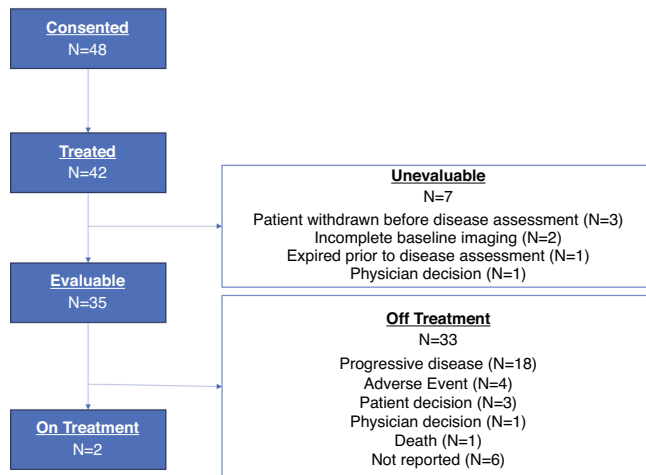 Consented
N=48
Treated
N=42
Unevaluable
N=7
Patient withdrawn before disease assessment (N=3)
Incomplete baseline imaging (N=2)
Expired prior to disease assessment (N=1)
Physician decision (N=1)
Evaluable
N=35
Off Treatment
N=33
Progressive disease (N=18)
Adverse Event (N=4)
Patient decision (N=3)
Physician decision (N=1)
Death (N=1)
Not reported (N=6)
On Treatment
N=2